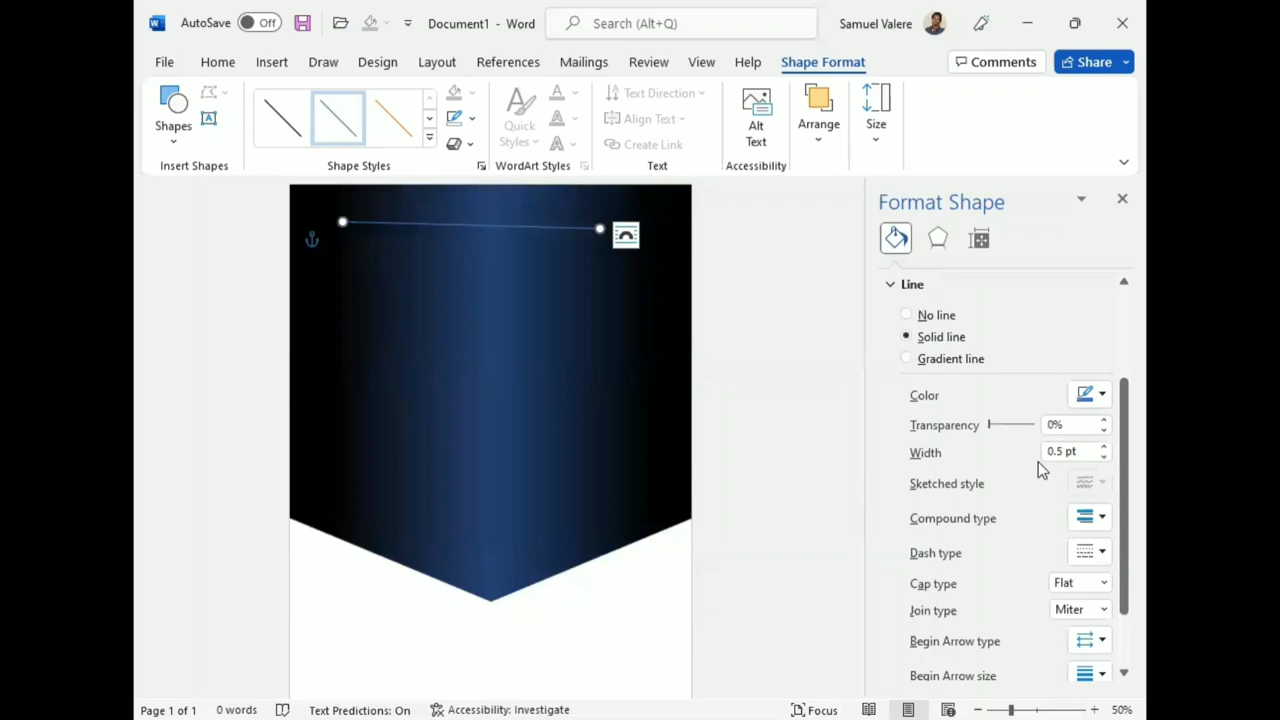 AutoSave Off Document1 - Word Search (Alt+Q) Samuel Valere
File Home Insert Draw Design Layout References Mailings Review View Help Shape Format Comments Share
Shapes
Insert Shapes
Shape Styles
Quick
Styles
WordArt Styles
Text Direction
Align Text
Create Link
Text
Alt
Text
Accessibility
Arrange
Size
Format Shape
Line
No line
Solid line
Gradient line
Color
Transparency 0%
Width 0.5 pt
Sketched style
Compound type
Dash type
Cap type Flat
Join type Miter
Begin Arrow type
Begin Arrow size
Page 1 of 1 0 words Text Predictions: On Accessibility: Investigate Focus 50%